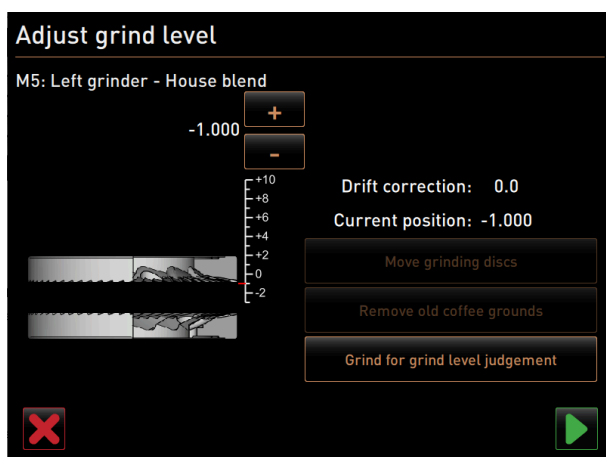 Adjust grind level
M5: Left grinder - House blend
+
-1.000
-
+10
+8
+6
+4
+2
0
-2
Drift correction: 0.0
Current position: -1.000
Move grinding discs
Remove old coffee grounds
Grind for grind level judgement